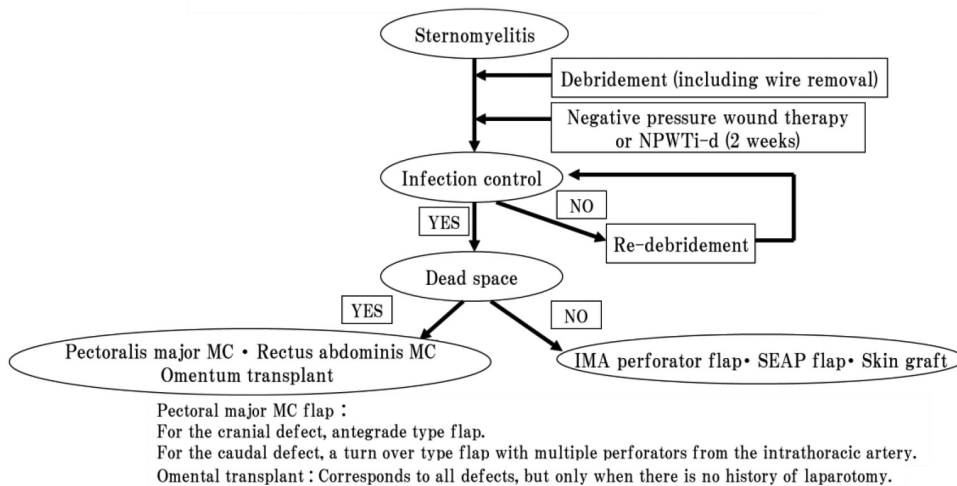 Sternomyelitis
Debridement (including wire removal)
Negative pressure wound therapy
or NPWTi-d (2 weeks)
Infection control
NO
YES
Re-debridement
Dead space
YES
NO
Pectoralis major MC・Rectus abdominis MC
Omentum transplant
IMA perforator flap・SEAP flap・Skin graft
Pectoral major MC flap：
For the cranial defect, antegrade type flap.
For the caudal defect, a turn over type flap with multiple perforators from the intrathoracic artery.
Omental transplant：Corresponds to all defects, but only when there is no history of laparotomy.